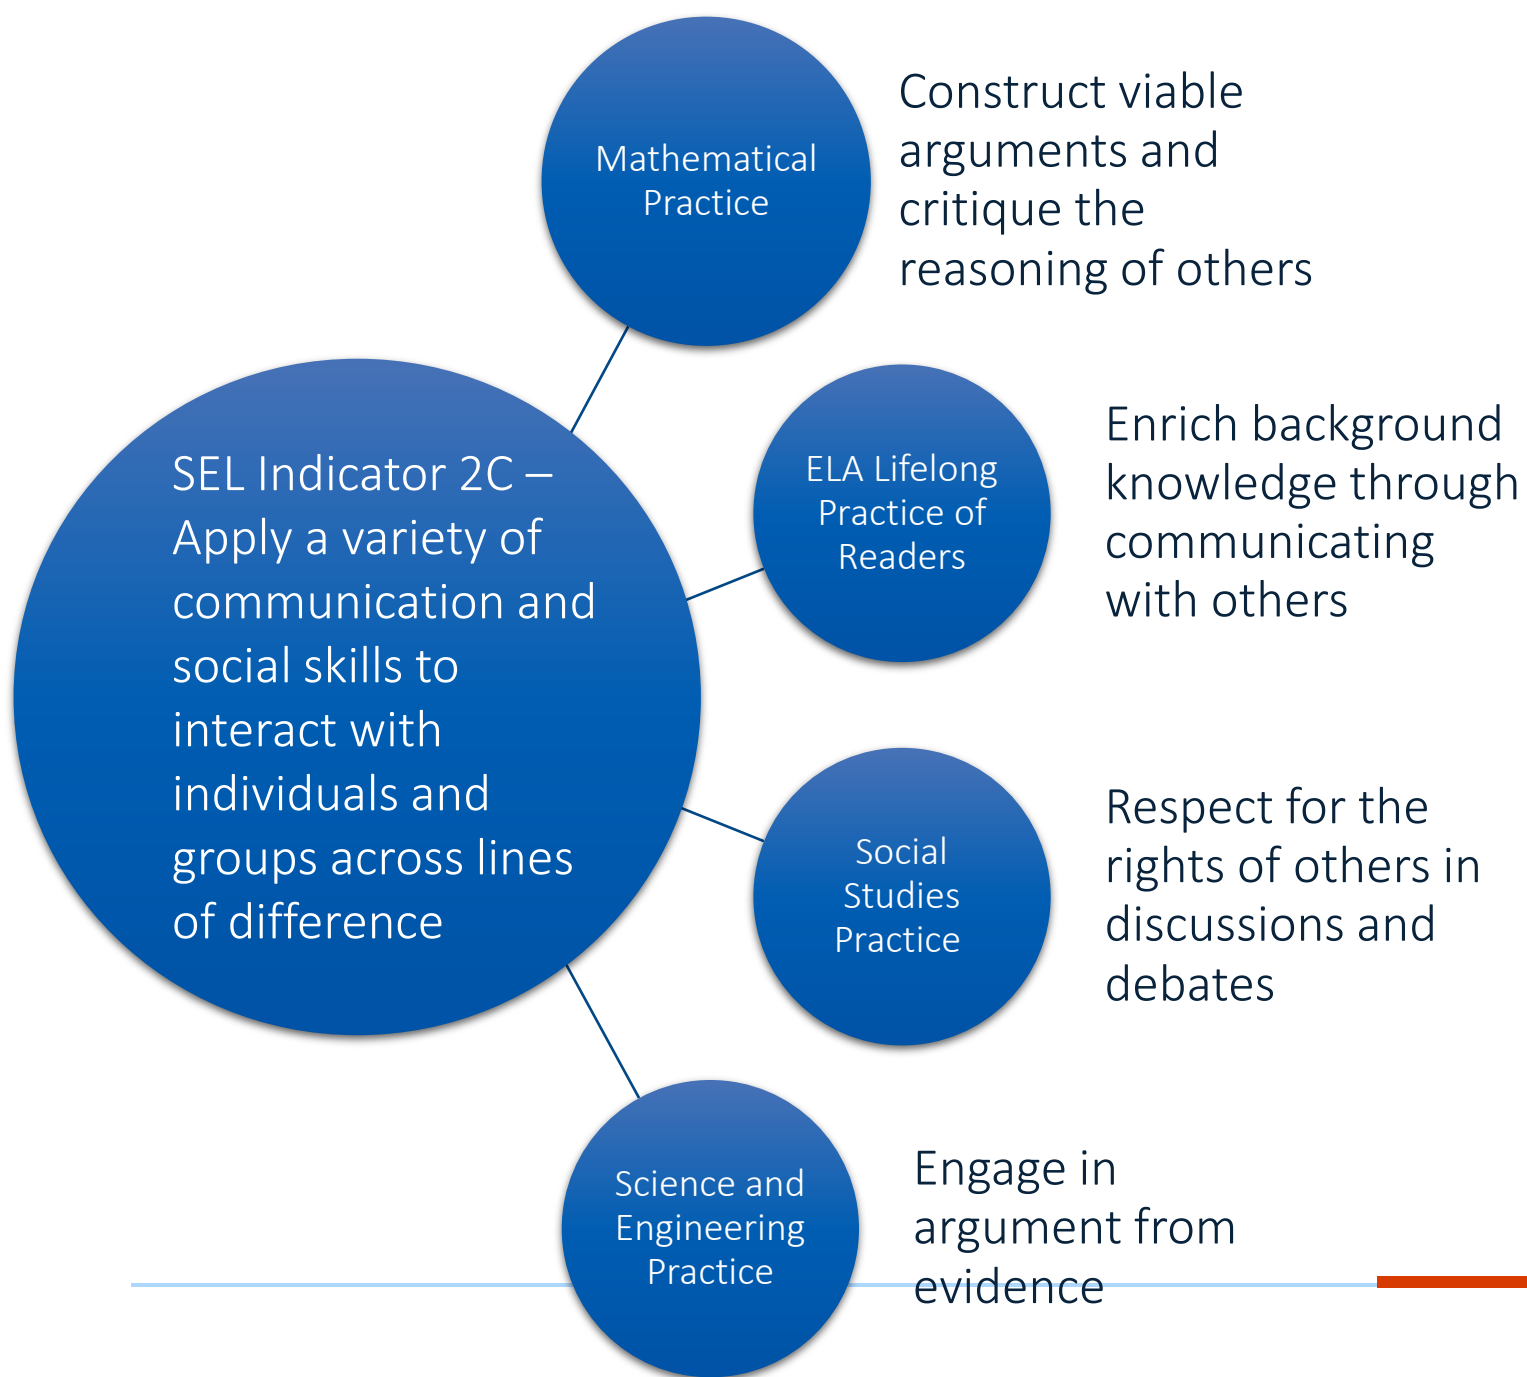 Mathematical
Practice
Construct viable
arguments and
critique the
reasoning of others
SEL Indicator 2C –
Apply a variety of
communication and
social skills to
interact with
individuals and
groups across lines
of difference
ELA Lifelong
Practice of
Readers
Enrich background
knowledge through
communicating
with others
Social
Studies
Practice
Respect for the
rights of others in
discussions and
debates
Science and
Engineering
Practice
Engage in
argument from
evidence